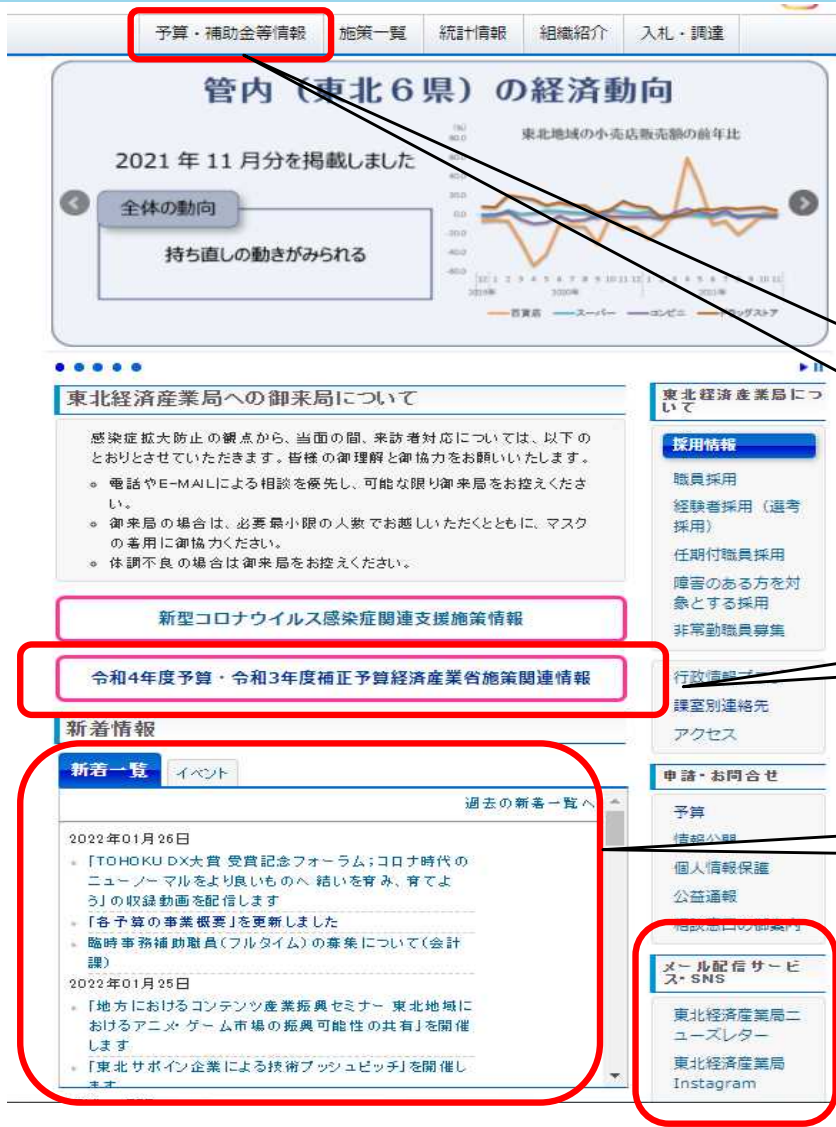 予算・補助金等情報 施策一覧 統計情報 組織紹介 入札・調達
管内（東北６県）の経済動向
2021 年 11 月分を掲載しました
全体の動向
持ち直しの動きがみられる
東北地域の小売店販売額の前年比
百貨店 スーパー コンビニ ドラッグストア
東北経済産業局への御来局について
感染症拡大防止の観点から、当面の間、来訪者対応については、以下の
とおりとさせていただきます。皆様の御理解と御協力をお願いいたします。
電話やE-MAILによる相談を優先し、可能な限り御来局をお控えくださ
い。
御来局の場合は、必要最小限の人数でお越しいただくとともに、マスク
の着用に御協力ください。
体調不良の場合は御来局をお控えください。
新型コロナウイルス感染症関連支援施策情報
令和4年度予算・令和3年度補正予算経済産業省施策関連情報
新着情報
新着一覧 イベント
過去の新着一覧へ
2022年01月26日
「TOHOKU DX大賞 受賞記念フォーラム；コロナ時代の
ニューノーマルをより良いものへ 結いを育み、育てよ
う」の収録動画を配信します
「各予算の事業概要」を更新しました
臨時事務補助職員(フルタイム)の募集について(会計
課)
2022年01月25日
「地方におけるコンテンツ産業振興セミナー 東北地域に
おけるアニメ・ゲーム市場の振興可能性の共有」を開催
します
「東北サポイン企業による技術プッシュピッチ」を開催し
ます
東北経済産業局につ
いて
採用情報
職員採用
経験者採用（選考
採用）
任期付職員採用
障害のある方を対
象とする採用
非常勤職員募集
行政情報
課室別連絡先
アクセス
申請・お問合せ
予算
情報公開
個人情報保護
公益通報
相談窓口の御案内
メール配信サービ
ス・SNS
東北経済産業局ニ
ューズレター
東北経済産業局
Instagram